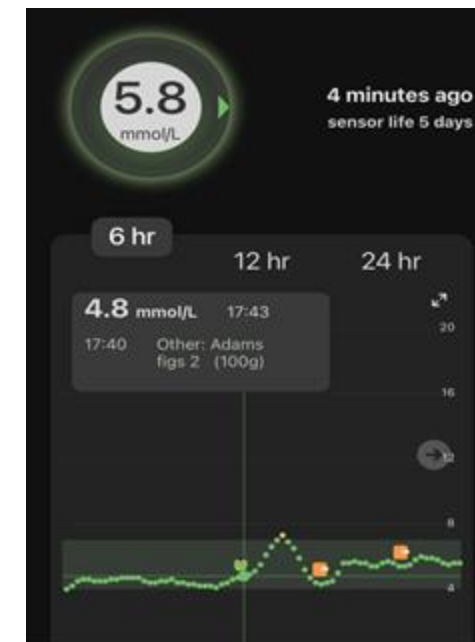 5.8
mmol/L
4 minutes ago
sensor life 5 days
6 hr
12 hr
24 hr
4.8 mmol/L 17:43
17:40 Other: Adams
figs 2 (100g)
20
16
12
8
4